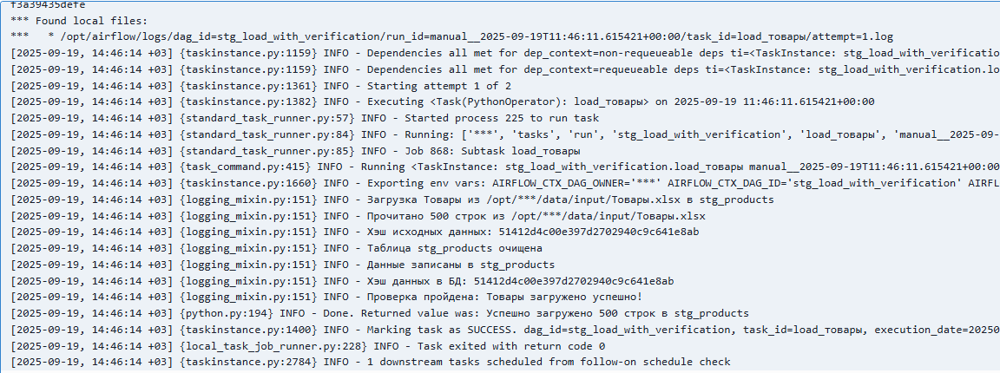 f3a39435defe
*** Found local files:
***   * /opt/airflow/logs/dag_id=stg_load_with_verification/run_id=manual__2025-09-19T11:46:11.615421+00:00/task_id=load_товары/attempt=1.log
[2025-09-19, 14:46:14 +03] {taskinstance.py:1159} INFO - Dependencies all met for dep_context=non-requeueable deps ti=<TaskInstance: stg_load_with_verificatio
[2025-09-19, 14:46:14 +03] {taskinstance.py:1159} INFO - Dependencies all met for dep_context=requeueable deps ti=<TaskInstance: stg_load_with_verification.lo
[2025-09-19, 14:46:14 +03] {taskinstance.py:1361} INFO - Starting attempt 1 of 2
[2025-09-19, 14:46:14 +03] {taskinstance.py:1382} INFO - Executing <Task(PythonOperator): load_товары> on 2025-09-19 11:46:11.615421+00:00
[2025-09-19, 14:46:14 +03] {standard_task_runner.py:57} INFO - Started process 225 to run task
[2025-09-19, 14:46:14 +03] {standard_task_runner.py:84} INFO - Running: ['***', 'tasks', 'run', 'stg_load_with_verification', 'load_товары', 'manual__2025-09-
[2025-09-19, 14:46:14 +03] {standard_task_runner.py:85} INFO - Job 868: Subtask load_товары
[2025-09-19, 14:46:14 +03] {task_command.py:415} INFO - Running <TaskInstance: stg_load_with_verification.load_товары manual__2025-09-19T11:46:11.615421+00:00
[2025-09-19, 14:46:14 +03] {taskinstance.py:1660} INFO - Exporting env vars: AIRFLOW_CTX_DAG_OWNER='***' AIRFLOW_CTX_DAG_ID='stg_load_with_verification' AIRFL
[2025-09-19, 14:46:14 +03] {logging_mixin.py:151} INFO - Загрузка Товары из /opt/***/data/input/Товары.xlsx в stg_products
[2025-09-19, 14:46:14 +03] {logging_mixin.py:151} INFO - Прочитано 500 строк из /opt/***/data/input/Товары.xlsx
[2025-09-19, 14:46:14 +03] {logging_mixin.py:151} INFO - Хэш исходных данных: 51412d4c00e397d2702940c9c641e8ab
[2025-09-19, 14:46:14 +03] {logging_mixin.py:151} INFO - Таблица stg_products очищена
[2025-09-19, 14:46:14 +03] {logging_mixin.py:151} INFO - Данные записаны в stg_products
[2025-09-19, 14:46:14 +03] {logging_mixin.py:151} INFO - Хэш данных в БД: 51412d4c00e397d2702940c9c641e8ab
[2025-09-19, 14:46:14 +03] {logging_mixin.py:151} INFO - Проверка пройдена: Товары загружено успешно!
[2025-09-19, 14:46:14 +03] {python.py:194} INFO - Done. Returned value was: Успешно загружено 500 строк в stg_products
[2025-09-19, 14:46:14 +03] {taskinstance.py:1400} INFO - Marking task as SUCCESS. dag_id=stg_load_with_verification, task_id=load_товары, execution_date=20250
[2025-09-19, 14:46:14 +03] {local_task_job_runner.py:228} INFO - Task exited with return code 0
[2025-09-19, 14:46:14 +03] {taskinstance.py:2784} INFO - 1 downstream tasks scheduled from follow-on schedule check